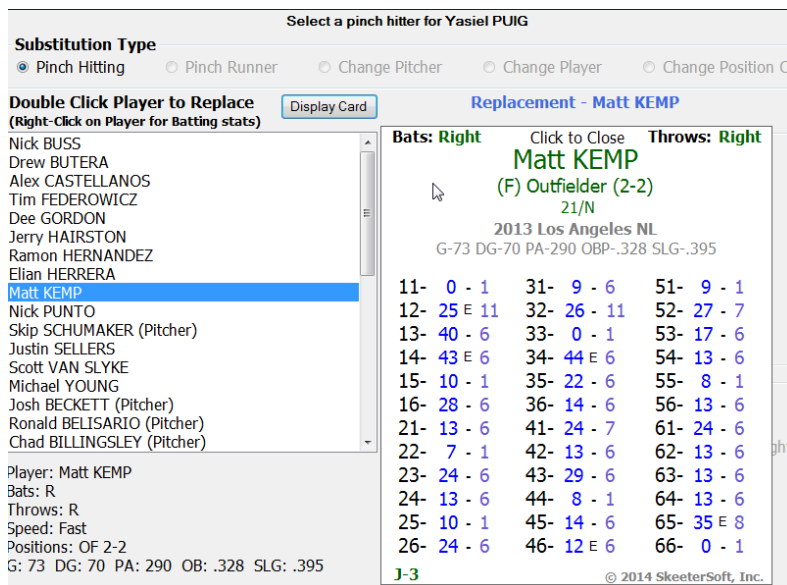 Select a pinch hitter for Yasiel PUIG
Substitution Type
Pinch Hitting Pinch Runner Change Pitcher Change Player Change Position
Double Click Player to Replace
(Right-Click on Player for Batting stats)
Display Card
Nick BUSS
Drew BUTERA
Alex CASTELLANOS
Tim FEDEROWICZ
Dee GORDON
Jerry HAIRSTON
Ramon HERNANDEZ
Elian HERRERA
Matt KEMP
Nick PUNTO
Skip SCHUMAKER (Pitcher)
Justin SELLERS
Scott VAN SLYKE
Michael YOUNG
Josh BECKETT (Pitcher)
Ronald BELISARIO (Pitcher)
Chad BILLINGSLEY (Pitcher)
Player: Matt KEMP
Bats: R
Throws: R
Speed: Fast
Positions: OF 2-2
G: 73 DG: 70 PA: 290 OB: .328 SLG: .395
Replacement - Matt KEMP
Bats: Right Click to Close Throws: Right
Matt KEMP
(F) Outfielder (2-2)
21/N
2013 Los Angeles NL
G-73 DG-70 PA-290 OBP-.328 SLG-.395
11- 0 - 1 31- 9 - 6 51- 9 - 1
12- 25 E 11 32- 26 - 11 52- 27 - 7
13- 40 - 6 33- 0 - 1 53- 17 - 6
14- 43 E 6 34- 44 E 6 54- 13 - 6
15- 10 - 1 35- 22 - 6 55- 8 - 1
16- 28 - 6 36- 14 - 6 56- 13 - 6
21- 13 - 6 41- 24 - 7 61- 24 - 6
22- 7 - 1 42- 13 - 6 62- 13 - 6
23- 24 - 6 43- 29 - 6 63- 13 - 6
24- 13 - 6 44- 8 - 1 64- 13 - 6
25- 10 - 1 45- 14 - 6 65- 35 E 8
26- 24 - 6 46- 12 E 6 66- 0 - 1
J-3 © 2014 SkeeterSoft, Inc.